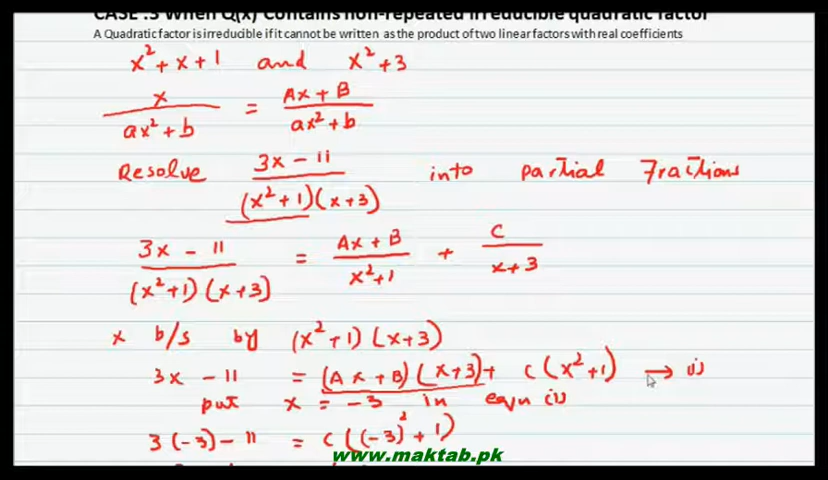 CASE :3 When Q(x) Contains non-repeated irreducible quadratic factor
A Quadratic factor is irreducible if it cannot be written as the product of two linear factors with real coefficients
x² + x + 1 and x² + 3
x / (ax² + b) = (Ax + B) / (ax² + b)
Resolve (3x - 11) / ((x² + 1)(x + 3)) into partial Fractions
(3x - 11) / ((x² + 1)(x + 3)) = (Ax + B) / (x² + 1) + C / (x + 3)
x b/s by (x² + 1)(x + 3)
3x - 11 = (Ax + B)(x + 3) + C(x² + 1) → (i)
put x = -3 in eqn (i)
3(-3) - 11 = C((-3)² + 1)
www.maktab.pk